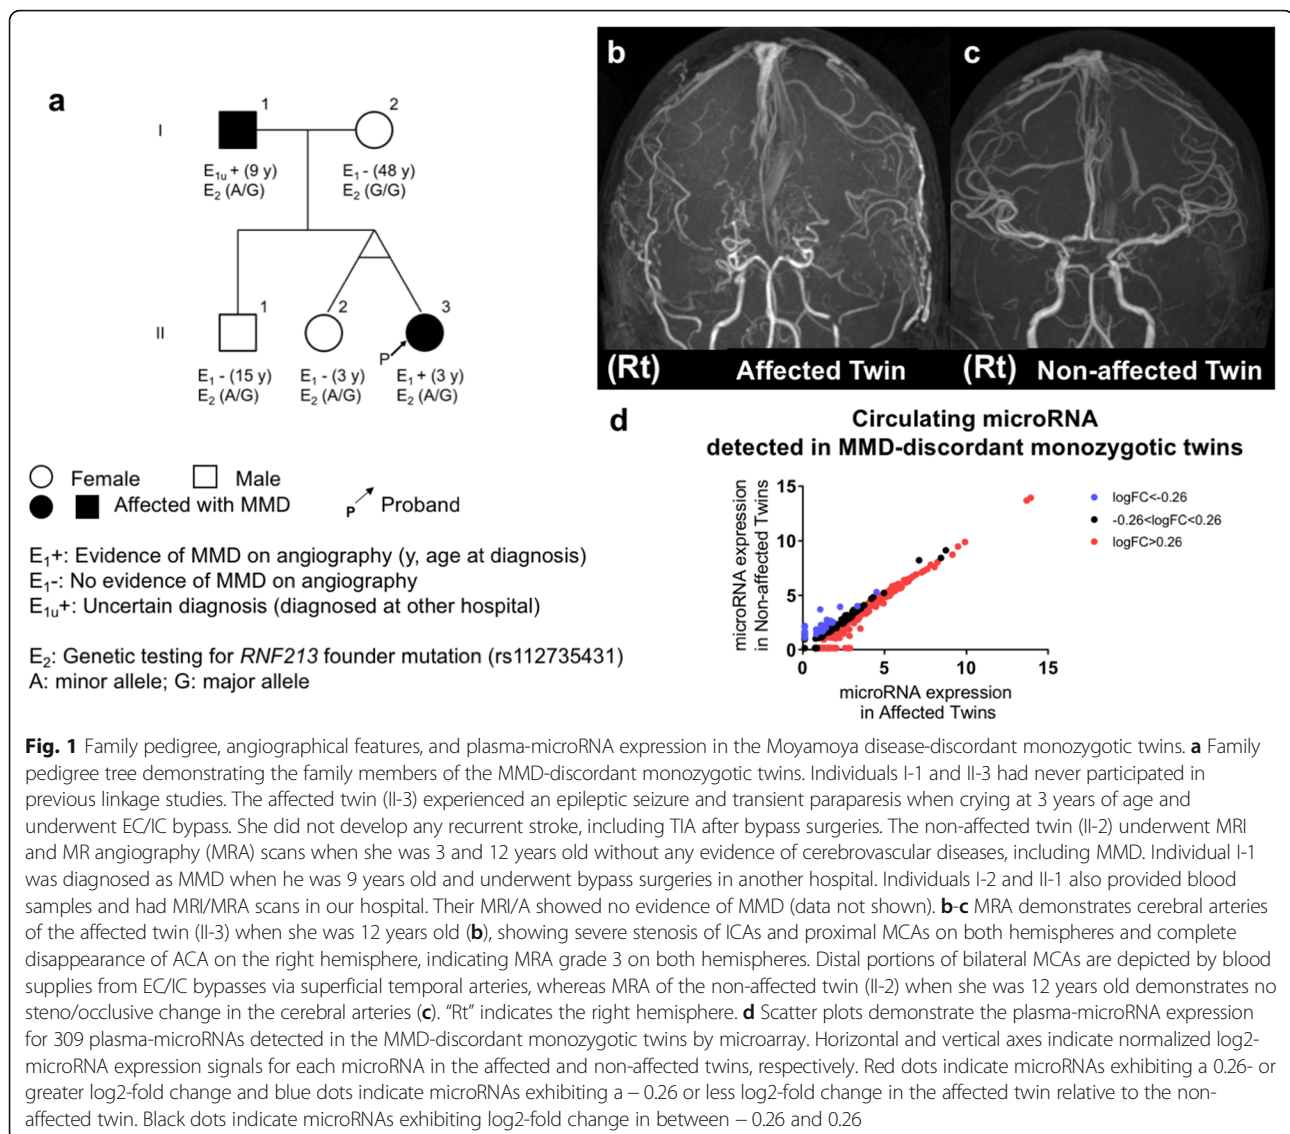 a
1
2
I
E1u + (9 y)
E2 (A/G)
E1 - (48 y)
E2 (G/G)
1
2
3
II
P
E1 - (15 y)
E2 (A/G)
E1 - (3 y)
E2 (A/G)
E1 + (3 y)
E2 (A/G)
Female
Male
Affected with MMD
P
Proband
E1+: Evidence of MMD on angiography (y, age at diagnosis)
E1-: No evidence of MMD on angiography
E1u+: Uncertain diagnosis (diagnosed at other hospital)
E2: Genetic testing for RNF213 founder mutation (rs112735431)
A: minor allele; G: major allele
b
(Rt)
Affected Twin
c
(Rt)
Non-affected Twin
d
Circulating microRNA
detected in MMD-discordant monozygotic twins
microRNA expression
in Non-affected Twins
15
10
5
0
0
5
10
15
microRNA expression
in Affected Twins
logFC<-0.26
-0.26<logFC<0.26
logFC>0.26
Fig. 1 Family pedigree, angiographical features, and plasma-microRNA expression in the Moyamoya disease-discordant monozygotic twins. a Family
pedigree tree demonstrating the family members of the MMD-discordant monozygotic twins. Individuals I-1 and II-3 had never participated in
previous linkage studies. The affected twin (II-3) experienced an epileptic seizure and transient paraparesis when crying at 3 years of age and
underwent EC/IC bypass. She did not develop any recurrent stroke, including TIA after bypass surgeries. The non-affected twin (II-2) underwent MRI
and MR angiography (MRA) scans when she was 3 and 12 years old without any evidence of cerebrovascular diseases, including MMD. Individual I-1
was diagnosed as MMD when he was 9 years old and underwent bypass surgeries in another hospital. Individuals I-2 and II-1 also provided blood
samples and had MRI/MRA scans in our hospital. Their MRI/A showed no evidence of MMD (data not shown). b-c MRA demonstrates cerebral arteries
of the affected twin (II-3) when she was 12 years old (b), showing severe stenosis of ICAs and proximal MCAs on both hemispheres and complete
disappearance of ACA on the right hemisphere, indicating MRA grade 3 on both hemispheres. Distal portions of bilateral MCAs are depicted by blood
supplies from EC/IC bypasses via superficial temporal arteries, whereas MRA of the non-affected twin (II-2) when she was 12 years old demonstrates no
steno/occlusive change in the cerebral arteries (c). “Rt” indicates the right hemisphere. d Scatter plots demonstrate the plasma-microRNA expression
for 309 plasma-microRNAs detected in the MMD-discordant monozygotic twins by microarray. Horizontal and vertical axes indicate normalized log2-
microRNA expression signals for each microRNA in the affected and non-affected twins, respectively. Red dots indicate microRNAs exhibiting a 0.26- or
greater log2-fold change and blue dots indicate microRNAs exhibiting a − 0.26 or less log2-fold change in the affected twin relative to the non-
affected twin. Black dots indicate microRNAs exhibiting log2-fold change in between − 0.26 and 0.26